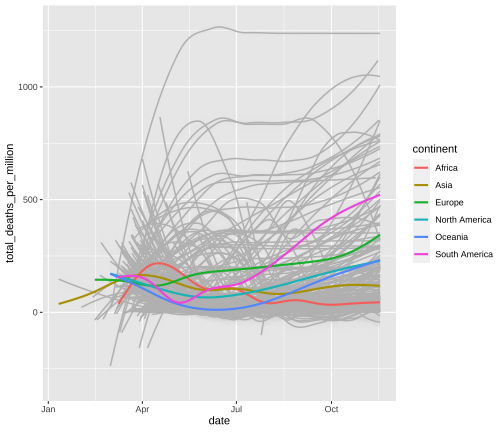 total_deaths_per_million
1000
500
0
Jan
Apr
Jul
Oct
date
continent
Africa
Asia
Europe
North America
Oceania
South America